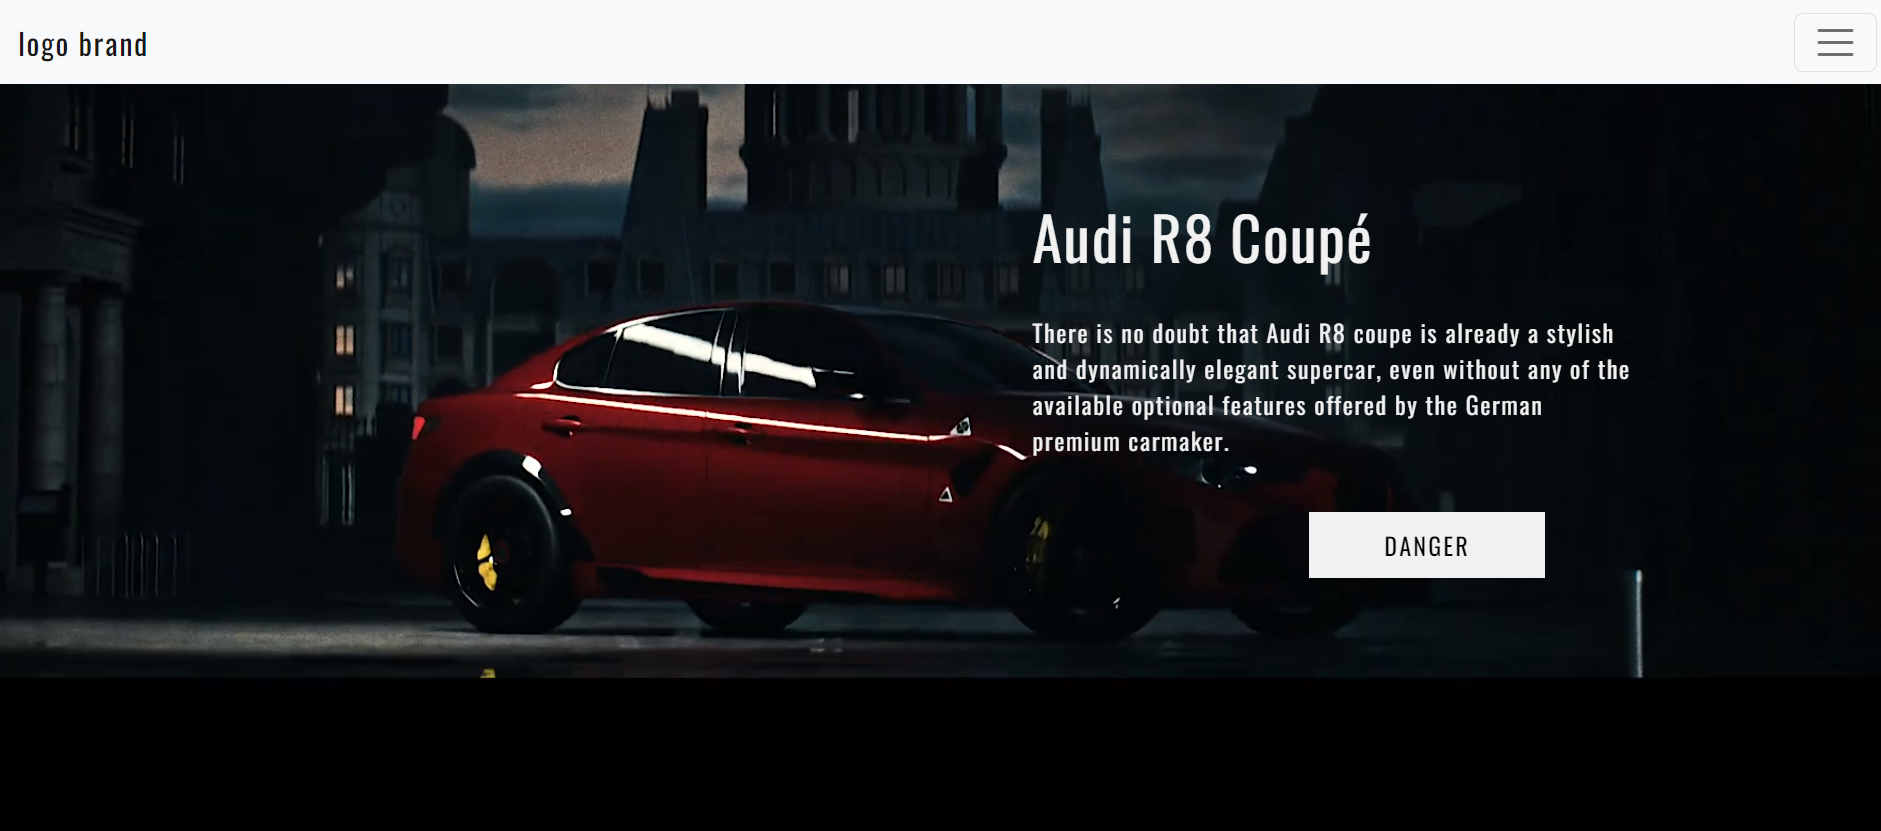 logo brand
Audi R8 Coupé
There is no doubt that Audi R8 coupe is already a stylish
and dynamically elegant supercar, even without any of the
available optional features offered by the German
premium carmaker.
DANGER